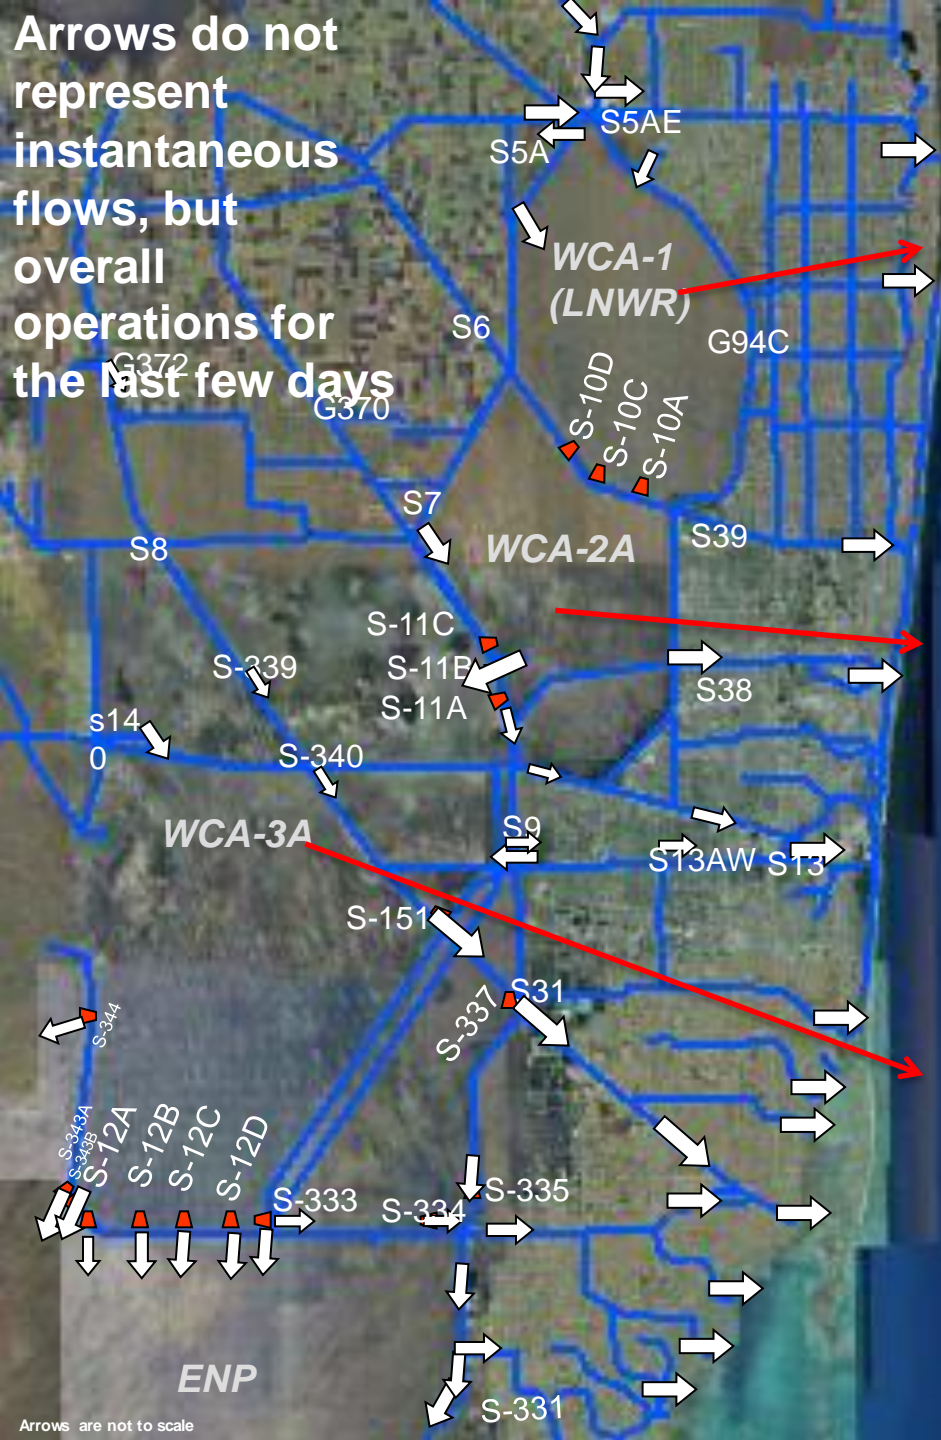 Arrows do not
represent
instantaneous
flows, but
overall
operations for
the last few days
S5AE
S5A
WCA-1
(LNWR)
S6
G94C
G372
G370
S-10D
S-10C
S-10A
S7
S39
S8
WCA-2A
S-11C
S-11B
S-11A
S-339
S38
s14
0
S-340
WCA-3A
S9
S13AW
S13
S-151
S31
S-337
S-344
S-343A
S-343B
S-12A
S-12B
S-12C
S-12D
S-333
S-334
S-335
ENP
S-331
Arrows are not to scale